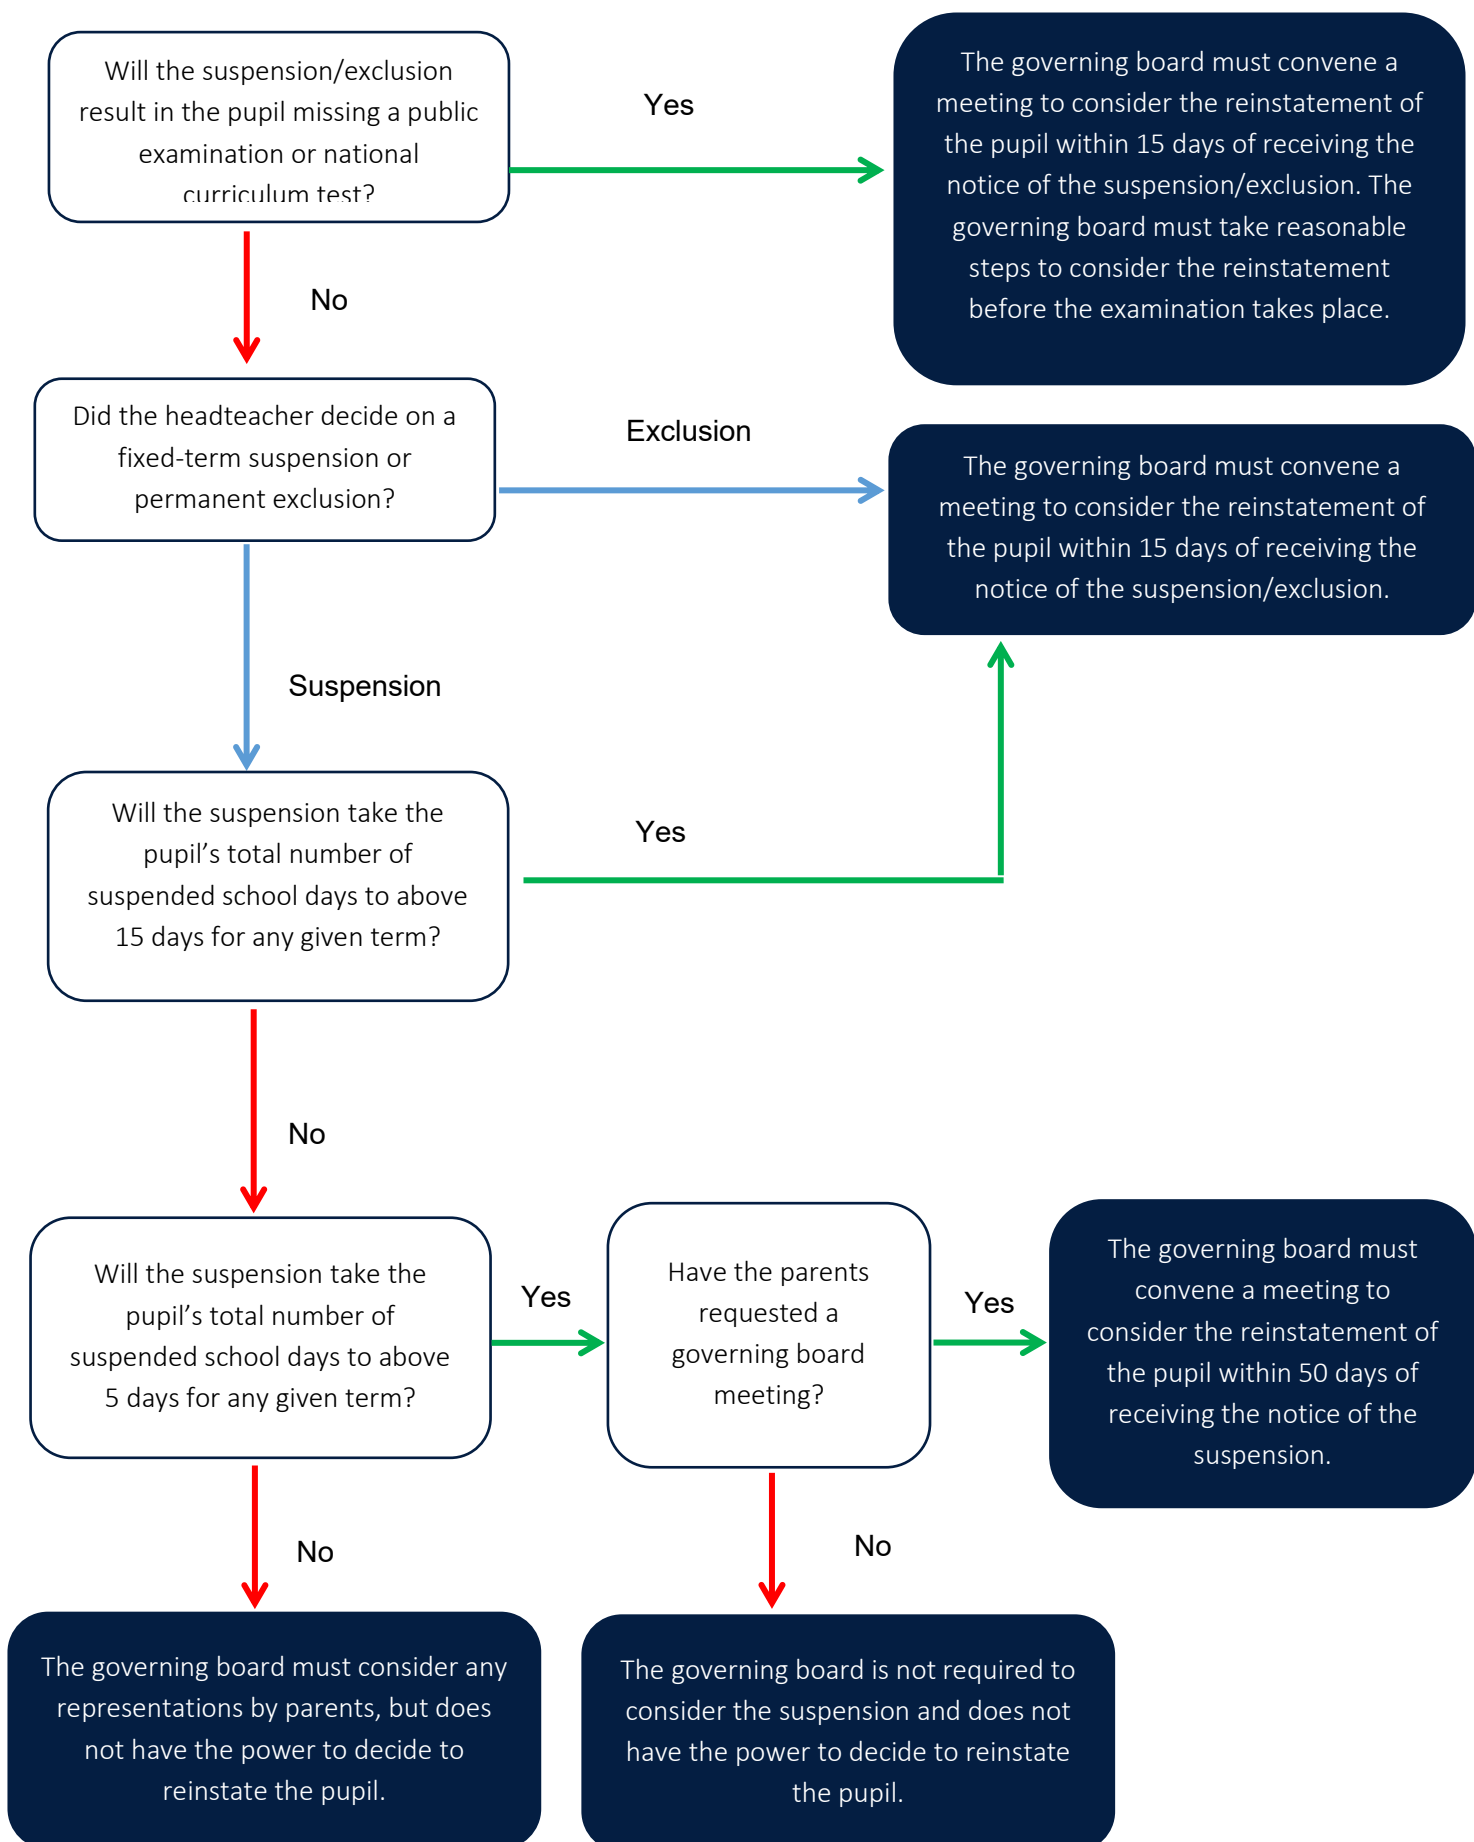 Will the suspension/exclusion
result in the pupil missing a public
examination or national
curriculum test?
Yes
The governing board must convene a
meeting to consider the reinstatement of
the pupil within 15 days of receiving the
notice of the suspension/exclusion. The
governing board must take reasonable
steps to consider the reinstatement
before the examination takes place.
No
Did the headteacher decide on a
fixed-term suspension or
permanent exclusion?
Exclusion
The governing board must convene a
meeting to consider the reinstatement of
the pupil within 15 days of receiving the
notice of the suspension/exclusion.
Suspension
Will the suspension take the
pupil’s total number of
suspended school days to above
15 days for any given term?
Yes
No
Will the suspension take the
pupil’s total number of
suspended school days to above
5 days for any given term?
Yes
Have the parents
requested a
governing board
meeting?
Yes
The governing board must
convene a meeting to
consider the reinstatement of
the pupil within 50 days of
receiving the notice of the
suspension.
No
No
The governing board must consider any
representations by parents, but does
not have the power to decide to
reinstate the pupil.
The governing board is not required to
consider the suspension and does not
have the power to decide to reinstate
the pupil.